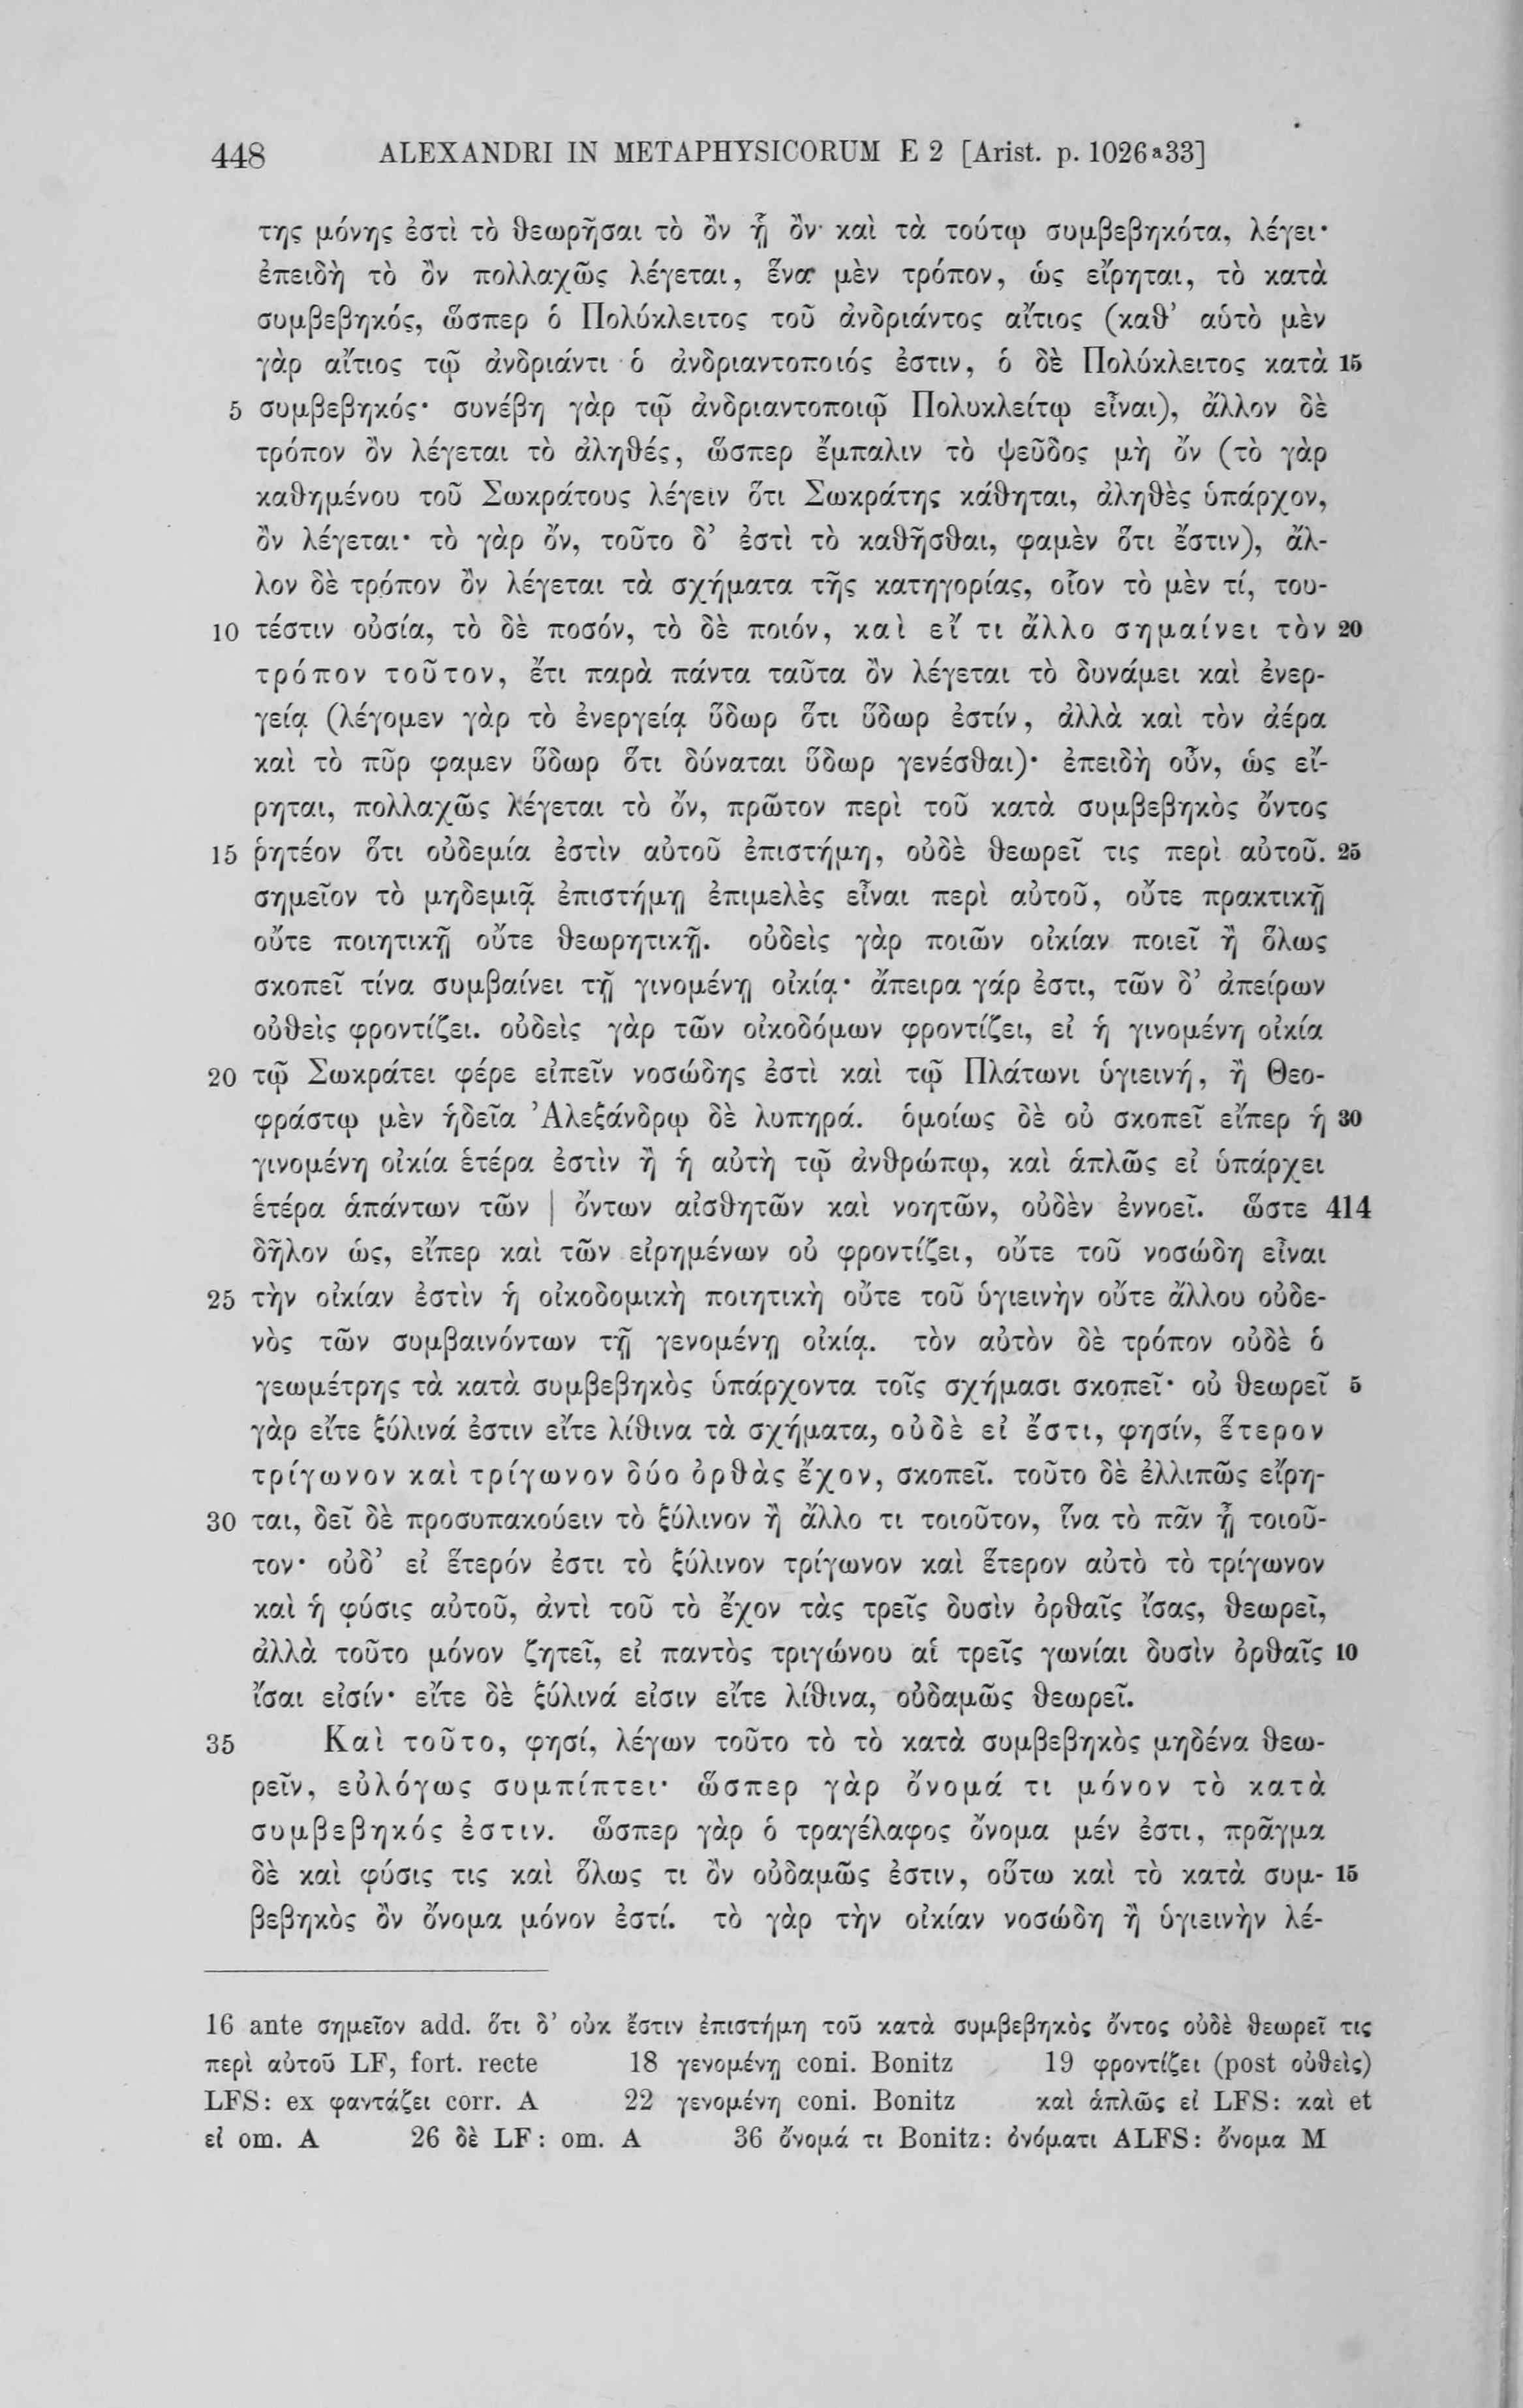 448 ALEXANDRI IN METAPHYSICORUM E 2 [Arist. p. 1026ᵃ33]
της μόνης ἐστὶ τὸ θεωρῆσαι τὸ ὂν ᾗ ὂν καὶ τὰ τούτῳ συμβεβηκότα, λέγει·
ἐπειδὴ τὸ ὂν πολλαχῶς λέγεται, ἕνα μὲν τρόπον, ὡς εἴρηται, τὸ κατὰ
συμβεβηκός, ὥσπερ ὁ Πολύκλειτος τοῦ ἀνδριάντος αἴτιος (καθ’ αὑτὸ μὲν
γὰρ αἴτιος τῷ ἀνδριάντι ὁ ἀνδριαντοποιός ἐστιν, ὁ δὲ Πολύκλειτος κατὰ 15
5 συμβεβηκός· συνέβη γὰρ τῷ ἀνδριαντοποιῷ Πολυκλείτῳ εἶναι), ἄλλον δὲ
τρόπον ὂν λέγεται τὸ ἀληθές, ὥσπερ ἔμπαλιν τὸ ψεῦδος μὴ ὄν (τὸ γὰρ
καθημένου τοῦ Σωκράτους λέγειν ὅτι Σωκράτης κάθηται, ἀληθὲς ὑπάρχον,
ὂν λέγεται· τὸ γὰρ ὄν, τοῦτο δ’ ἐστὶ τὸ καθῆσθαι, φαμὲν ὅτι ἔστιν), ἄλ-
λον δὲ τρόπον ὂν λέγεται τὰ σχήματα τῆς κατηγορίας, οἷον τὸ μὲν τί, του-
10 τέστιν οὐσία, τὸ δὲ ποσόν, τὸ δὲ ποιόν, καὶ εἴ τι ἄλλο σημαίνει τὸν 20
τρόπον τοῦτον, ἔτι παρὰ πάντα ταῦτα ὂν λέγεται τὸ δυνάμει καὶ ἐνερ-
γείᾳ (λέγομεν γὰρ τὸ ἐνεργείᾳ ὕδωρ ὅτι ὕδωρ ἐστίν, ἀλλὰ καὶ τὸν ἀέρα
καὶ τὸ πῦρ φαμεν ὕδωρ ὅτι δύναται ὕδωρ γενέσθαι)· ἐπειδὴ οὖν, ὡς εἴ-
ρηται, πολλαχῶς λέγεται τὸ ὄν, πρῶτον περὶ τοῦ κατὰ συμβεβηκὸς ὄντος
15 ῥητέον ὅτι οὐδεμία ἐστὶν αὐτοῦ ἐπιστήμη, οὐδὲ θεωρεῖ τις περὶ αὐτοῦ. 25
σημεῖον τὸ μηδεμιᾷ ἐπιστήμῃ ἐπιμελὲς εἶναι περὶ αὐτοῦ, οὔτε πρακτικῇ
οὔτε ποιητικῇ οὔτε θεωρητικῇ. οὐδεὶς γὰρ ποιῶν οἰκίαν ποιεῖ ἢ ὅλως
σκοπεῖ τίνα συμβαίνει τῇ γινομένῃ οἰκίᾳ· ἄπειρα γάρ ἐστι, τῶν δ’ ἀπείρων
οὐθεὶς φροντίζει. οὐδεὶς γὰρ τῶν οἰκοδόμων φροντίζει, εἰ ἡ γινομένη οἰκία
20 τῷ Σωκράτει φέρε εἰπεῖν νοσώδης ἐστὶ καὶ τῷ Πλάτωνι ὑγιεινή, ἢ Θεο-
φράστῳ μὲν ἡδεῖα Ἀλεξάνδρῳ δὲ λυπηρά. ὁμοίως δὲ οὐ σκοπεῖ εἴπερ ἡ 30
γινομένη οἰκία ἑτέρα ἐστὶν ἢ ἡ αὐτὴ τῷ ἀνθρώπῳ, καὶ ἁπλῶς εἰ ὑπάρχει
ἑτέρα ἁπάντων τῶν | ὄντων αἰσθητῶν καὶ νοητῶν, οὐδὲν ἐννοεῖ. ὥστε 414
δῆλον ὡς, εἴπερ καὶ τῶν εἰρημένων οὐ φροντίζει, οὔτε τοῦ νοσώδη εἶναι
25 τὴν οἰκίαν ἐστὶν ἡ οἰκοδομικὴ ποιητικὴ οὔτε τοῦ ὑγιεινὴν οὔτε ἄλλου οὐδε-
νὸς τῶν συμβαινόντων τῇ γενομένῃ οἰκίᾳ. τὸν αὐτὸν δὲ τρόπον οὐδὲ ὁ
γεωμέτρης τὰ κατὰ συμβεβηκὸς ὑπάρχοντα τοῖς σχήμασι σκοπεῖ· οὐ θεωρεῖ 5
γὰρ εἴτε ξύλινά ἐστιν εἴτε λίθινα τὰ σχήματα, οὐδὲ εἰ ἔστι, φησίν, ἕτερον
τρίγωνον καὶ τρίγωνον δύο ὀρθὰς ἔχον, σκοπεῖ. τοῦτο δὲ ἐλλιπῶς εἴρη-
30 ται, δεῖ δὲ προσυπακούειν τὸ ξύλινον ἢ ἄλλο τι τοιοῦτον, ἵνα τὸ πᾶν ᾖ τοιοῦ-
τον· οὐδ’ εἰ ἕτερόν ἐστι τὸ ξύλινον τρίγωνον καὶ ἕτερον αὐτὸ τὸ τρίγωνον
καὶ ἡ φύσις αὐτοῦ, ἀντὶ τοῦ τὸ ἔχον τὰς τρεῖς δυσὶν ὀρθαῖς ἴσας, θεωρεῖ,
ἀλλὰ τοῦτο μόνον ζητεῖ, εἰ παντὸς τριγώνου αἱ τρεῖς γωνίαι δυσὶν ὀρθαῖς 10
ἴσαι εἰσίν· εἴτε δὲ ξύλινά εἰσιν εἴτε λίθινα, οὐδαμῶς θεωρεῖ.
35 Καὶ τοῦτο, φησί, λέγων τοῦτο τὸ τὸ κατὰ συμβεβηκὸς μηδένα θεω-
ρεῖν, εὐλόγως συμπίπτει· ὥσπερ γὰρ ὄνομά τι μόνον τὸ κατὰ
συμβεβηκός ἐστιν. ὥσπερ γὰρ ὁ τραγέλαφος ὄνομα μέν ἐστι, πρᾶγμα
δὲ καὶ φύσις τις καὶ ὅλως τι ὂν οὐδαμῶς ἐστιν, οὕτω καὶ τὸ κατὰ συμ- 15
βεβηκὸς ὂν ὄνομα μόνον ἐστί. τὸ γὰρ τὴν οἰκίαν νοσώδη ἢ ὑγιεινὴν λέ-
16 ante σημεῖον add. ὅτι δ’ οὐκ ἔστιν ἐπιστήμη τοῦ κατὰ συμβεβηκὸς ὄντος οὐδὲ θεωρεῖ τις
περὶ αὐτοῦ LF, fort. recte 18 γενομένῃ coni. Bonitz 19 φροντίζει (post οὐθεὶς)
LFS: ex φαντάζει corr. A 22 γενομένη coni. Bonitz καὶ ἁπλῶς εἰ LFS: καὶ et
εἰ om. A 26 δὲ LF: om. A 36 ὄνομά τι Bonitz: ὀνόματι ALFS: ὄνομα M